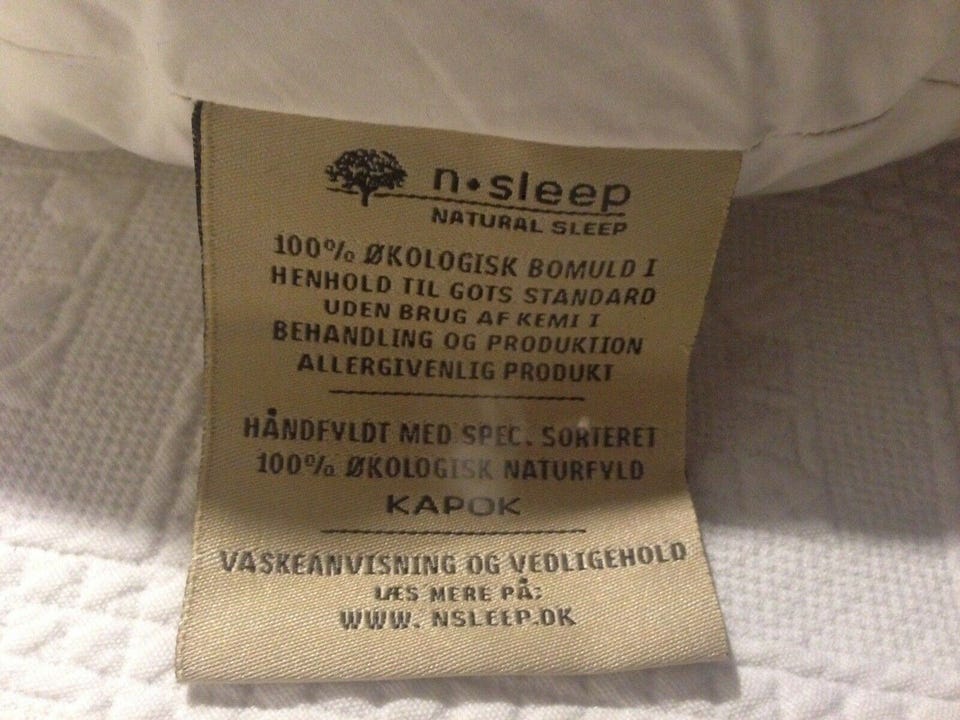 n•sleep
NATURAL SLEEP
100% ØKOLOGISK BOMULD I
HENHOLD TIL GOTS STANDARD
UDEN BRUG AF KEMI I
BEHANDLING OG PRODUKTION
ALLERGIVENLIG PRODUKT
HÅNDFYLDT MED SPEC. SORTERET
100% ØKOLOGISK NATURFYLD
KAPOK
VASKEANVISNING OG VEDLIGEHOLD
LÆS MERE PÅ:
WWW. NSLEEP.DK